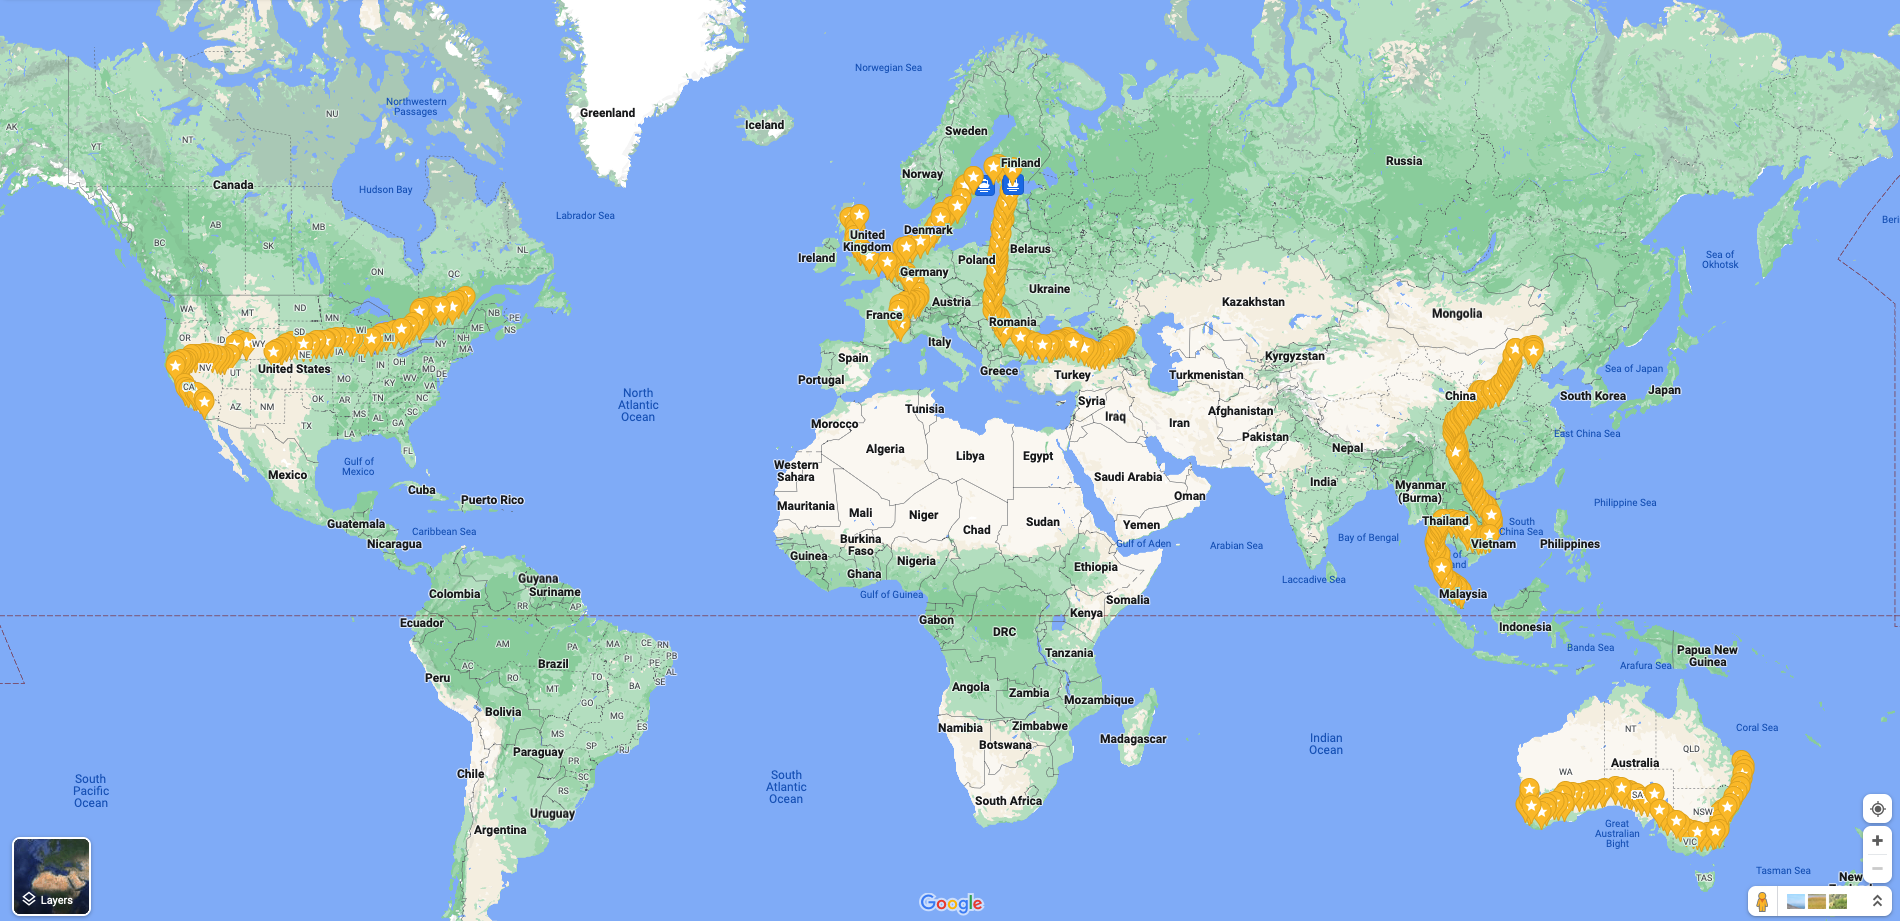 Norwegian Sea
Greenland
Northwestern
Passages
NU
AK
Iceland
Sweden
NT
YT
Finland
Russia
Norway
Canada
Hudson Bay
Labrador Sea
AB
MB
Denmark
United
Kingdom
BC
SK
NL
Ireland
Poland
Belarus
Sea of
Okhotsk
ON
QC
Germany
Ukraine
Austria
Kazakhstan
Mongolia
France
Romania
WA
MT
ND
MN
NB
PE
NS
ME
SD
WI
OR
ID
WY
MI
NY
NE
IA
Italy
Spain
Portugal
Greece
Turkey
Kyrgyzstan
Turkmenistan
Sea of Japan
Japan
South Korea
China
NV
UT
United States
CA
AZ
NM
OK
TX
MO
KY
WV
MD
DE
NJ
AR
TN
NC
SC
MS
AL
GA
LA
FL
North
Atlantic
Ocean
Tunisia
Morocco
Syria
Iraq
Iran
Afghanistan
Pakistan
Nepal
East China Sea
Algeria
Libya
Egypt
Western
Sahara
Saudi Arabia
Oman
India
Myanmar
(Burma)
Gulf of
Mexico
Mexico
Cuba
Puerto Rico
Mauritania
Mali
Niger
Chad
Sudan
Yemen
Philippine Sea
Thailand
South
China Sea
Guatemala
Caribbean Sea
Nicaragua
Burkina
Faso
Guinea
Nigeria
Ghana
Ethiopia
Gulf of Aden
Arabian Sea
Bay of Bengal
Vietnam
Philippines
Laccadive Sea
Guyana
Suriname
Colombia
Gulf of Guinea
Somalia
Kenya
Malaysia
RR
AP
Ecuador
Gabon
DRC
Indonesia
AM
PA
MA
CE
RN
PB
PI
PE
AL
SE
Tanzania
Banda Sea
Arafura Sea
Papua New
Guinea
AC
Brazil
RO
TO
BA
MT
Peru
Angola
Zambia
Mozambique
Bolivia
GO
MG
ES
Namibia
Zimbabwe
Botswana
Madagascar
Indian
Ocean
Coral Sea
NT
QLD
MS
SP
RJ
Paraguay
PR
SC
Chile
Australia
WA
SA
South
Pacific
Ocean
South
Atlantic
Ocean
South Africa
NSW
Uruguay
Argentina
Great
Australian
Bight
VIC
TAS
Tasman Sea
New
Layers
Google